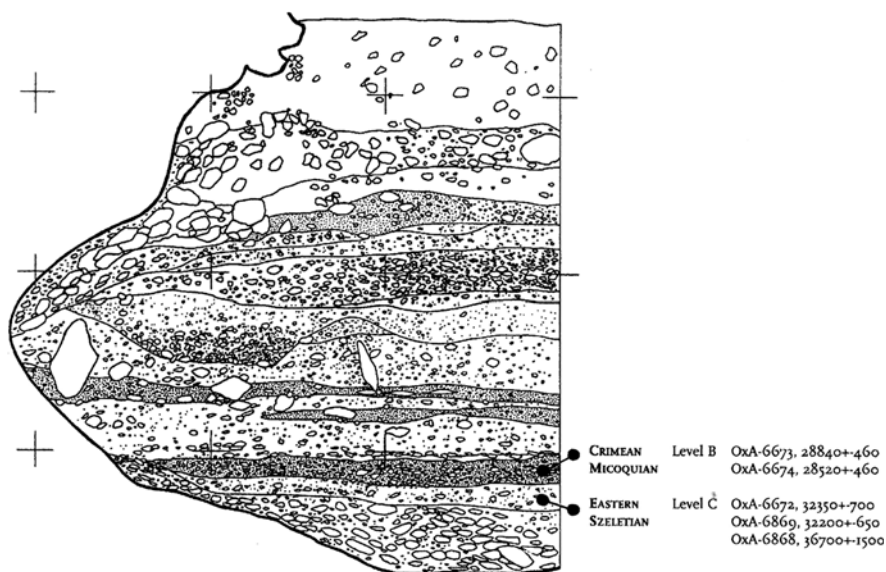 CRIMEAN Level B OxA-6673, 28840+-460
MICOQUIAN OxA-6674, 28520+-460
EASTERN Level C OxA-6672, 32350+-700
SZELETIAN OxA-6869, 32200+-650
OxA-6868, 36700+-1500